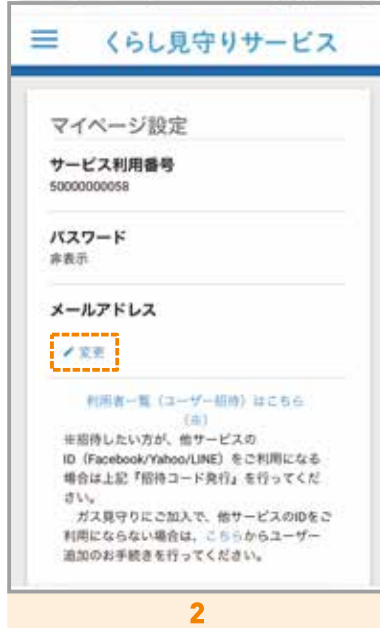 くらし見守りサービス
マイページ設定
サービス利用番号
50000000058
パスワード
非表示
メールアドレス
変更
利用者一覧（ユーザー招待）はこちら
（※）
※招待したい方が、他サービスの
ID（Facebook/Yahoo/LINE）をご利用になる
場合は上記『招待コード発行』を行ってくだ
さい。
ガス見守りにご加入で、他サービスのIDをご
利用にならない場合は、こちらからユーザー
追加のお手続きを行ってください。
2